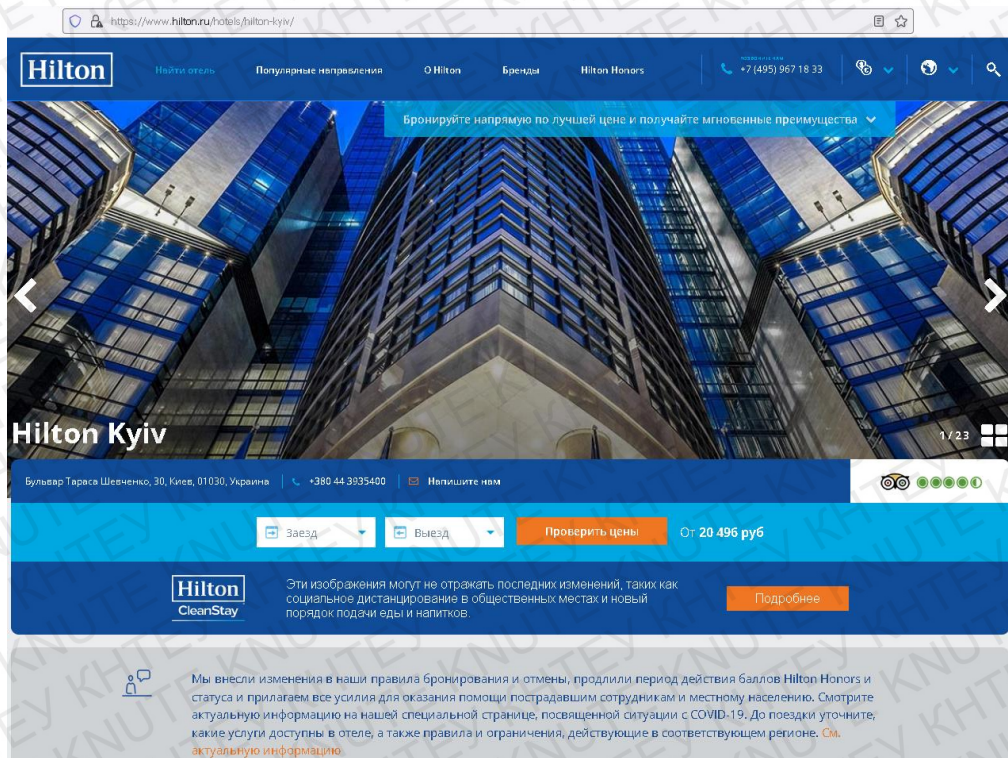 https://www.hilton.ru/hotels/hilton-kyiv/
Hilton
Найти отель
Популярные направления
О Hilton
Бренды
Hilton Honors
+7 (495) 967 18 33
Бронируйте напрямую по лучшей цене и получайте мгновенные преимущества
Hilton Kyiv
1 / 23
Бульвар Тараса Шевченко, 30, Киев, 01030, Украина
+380 44 3935400
Напишите нам
Заезд
Выезд
Проверить цены
От 20 496 руб
Hilton
CleanStay
Эти изображения могут не отражать последних изменений, таких как
социальное дистанцирование в общественных местах и новый
порядок подачи еды и напитков.
Подробнее
Мы внесли изменения в наши правила бронирования и отмены, продлили период действия баллов Hilton Honors и
статуса и прилагаем все усилия для оказания помощи пострадавшим сотрудникам и местному населению. Смотрите
актуальную информацию на нашей специальной странице, посвященной ситуации с COVID-19. До поездки уточните,
какие услуги доступны в отеле, а также правила и ограничения, действующие в соответствующем регионе. См.
актуальную информацию